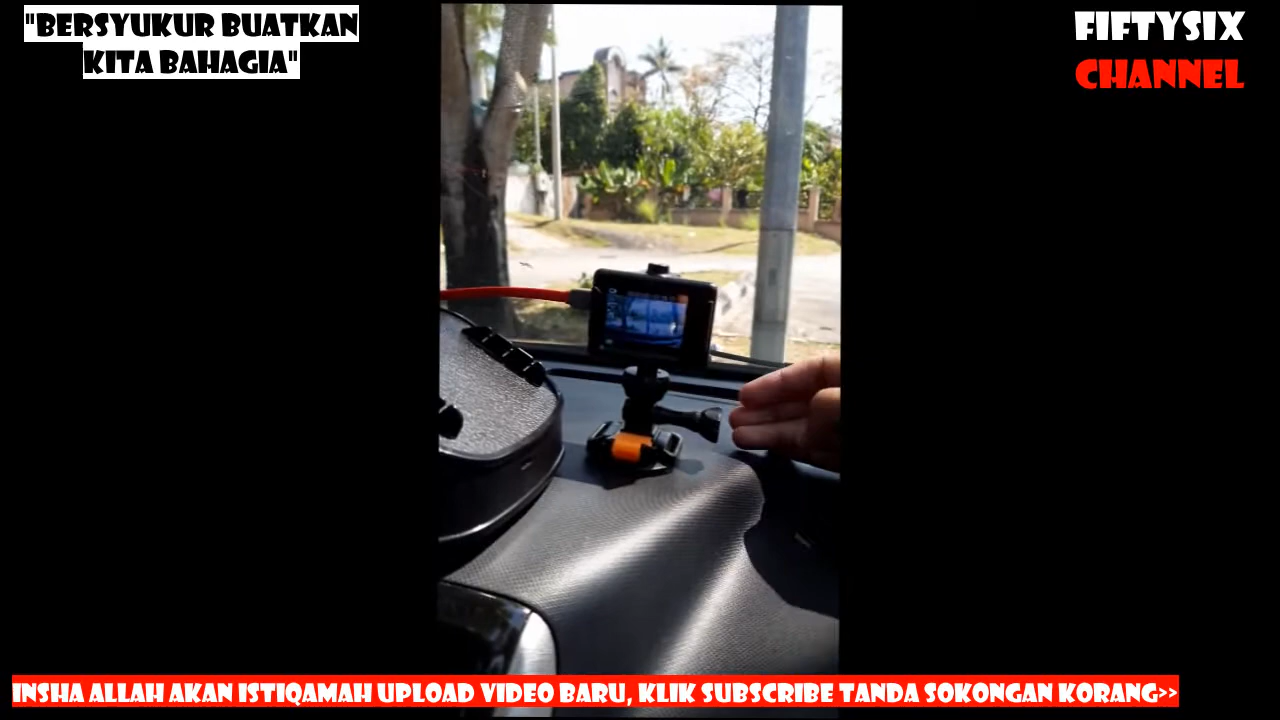 "BERSYUKUR BUATKAN
KITA BAHAGIA"
FIFTYSIX
CHANNEL
INSHA ALLAH AKAN ISTIQAMAH UPLOAD VIDEO BARU, KLIK SUBSCRIBE TANDA SOKONGAN KORANG>>